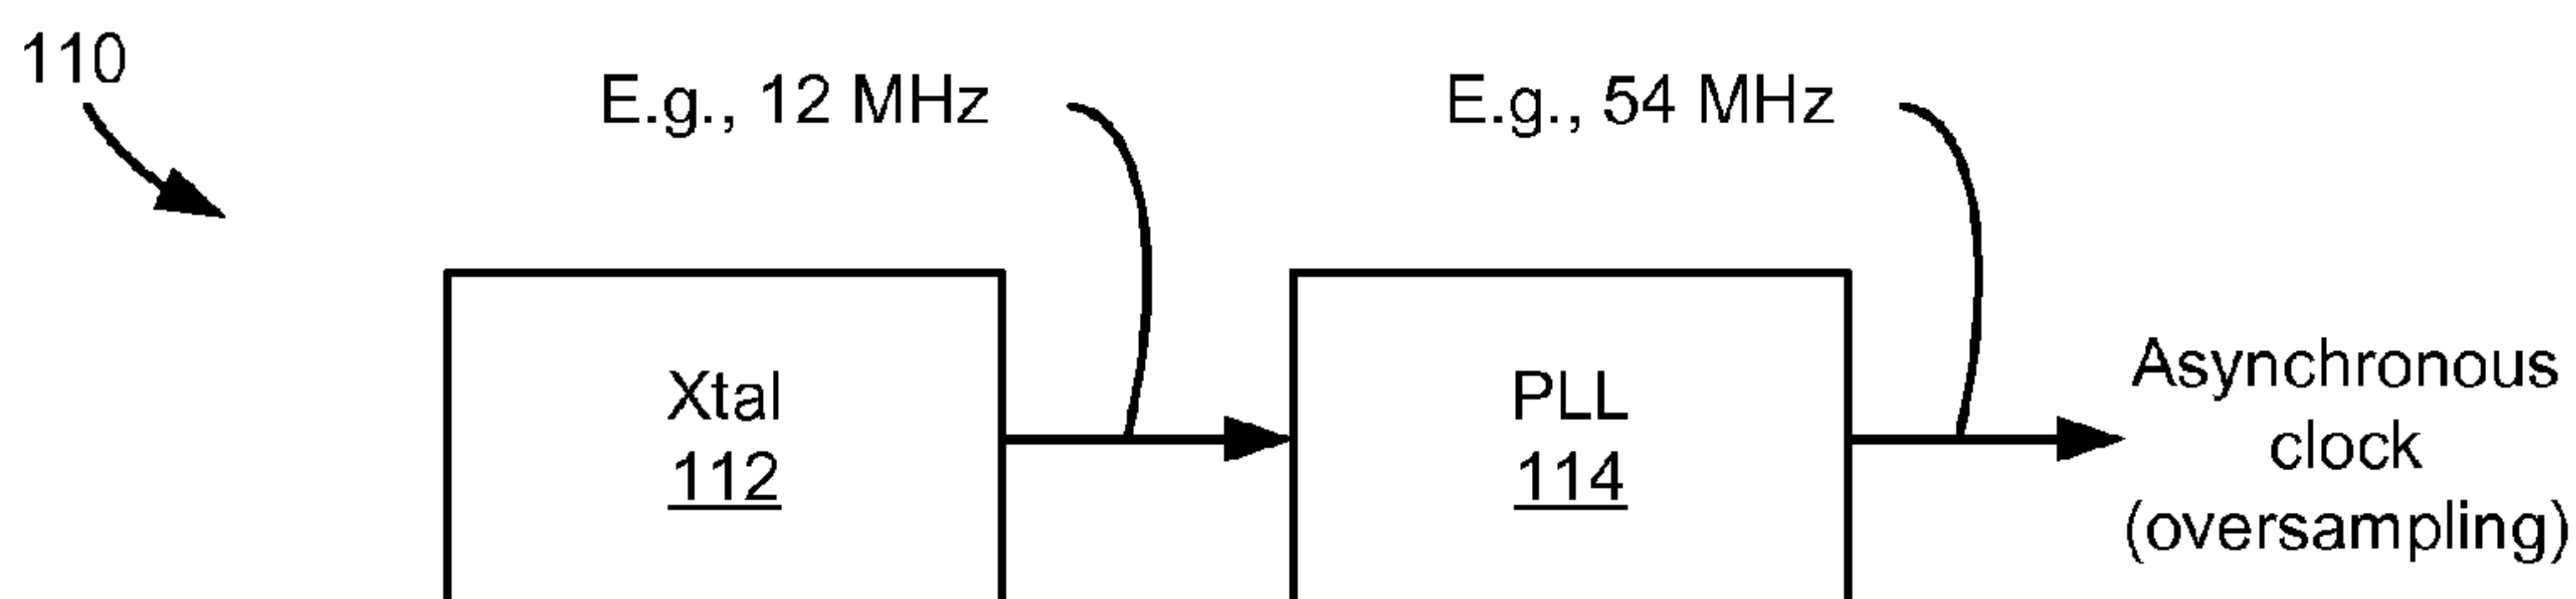 110
E.g., 12 MHz
E.g., 54 MHz
Xtal
112
PLL
114
Asynchronous
clock
(oversampling)